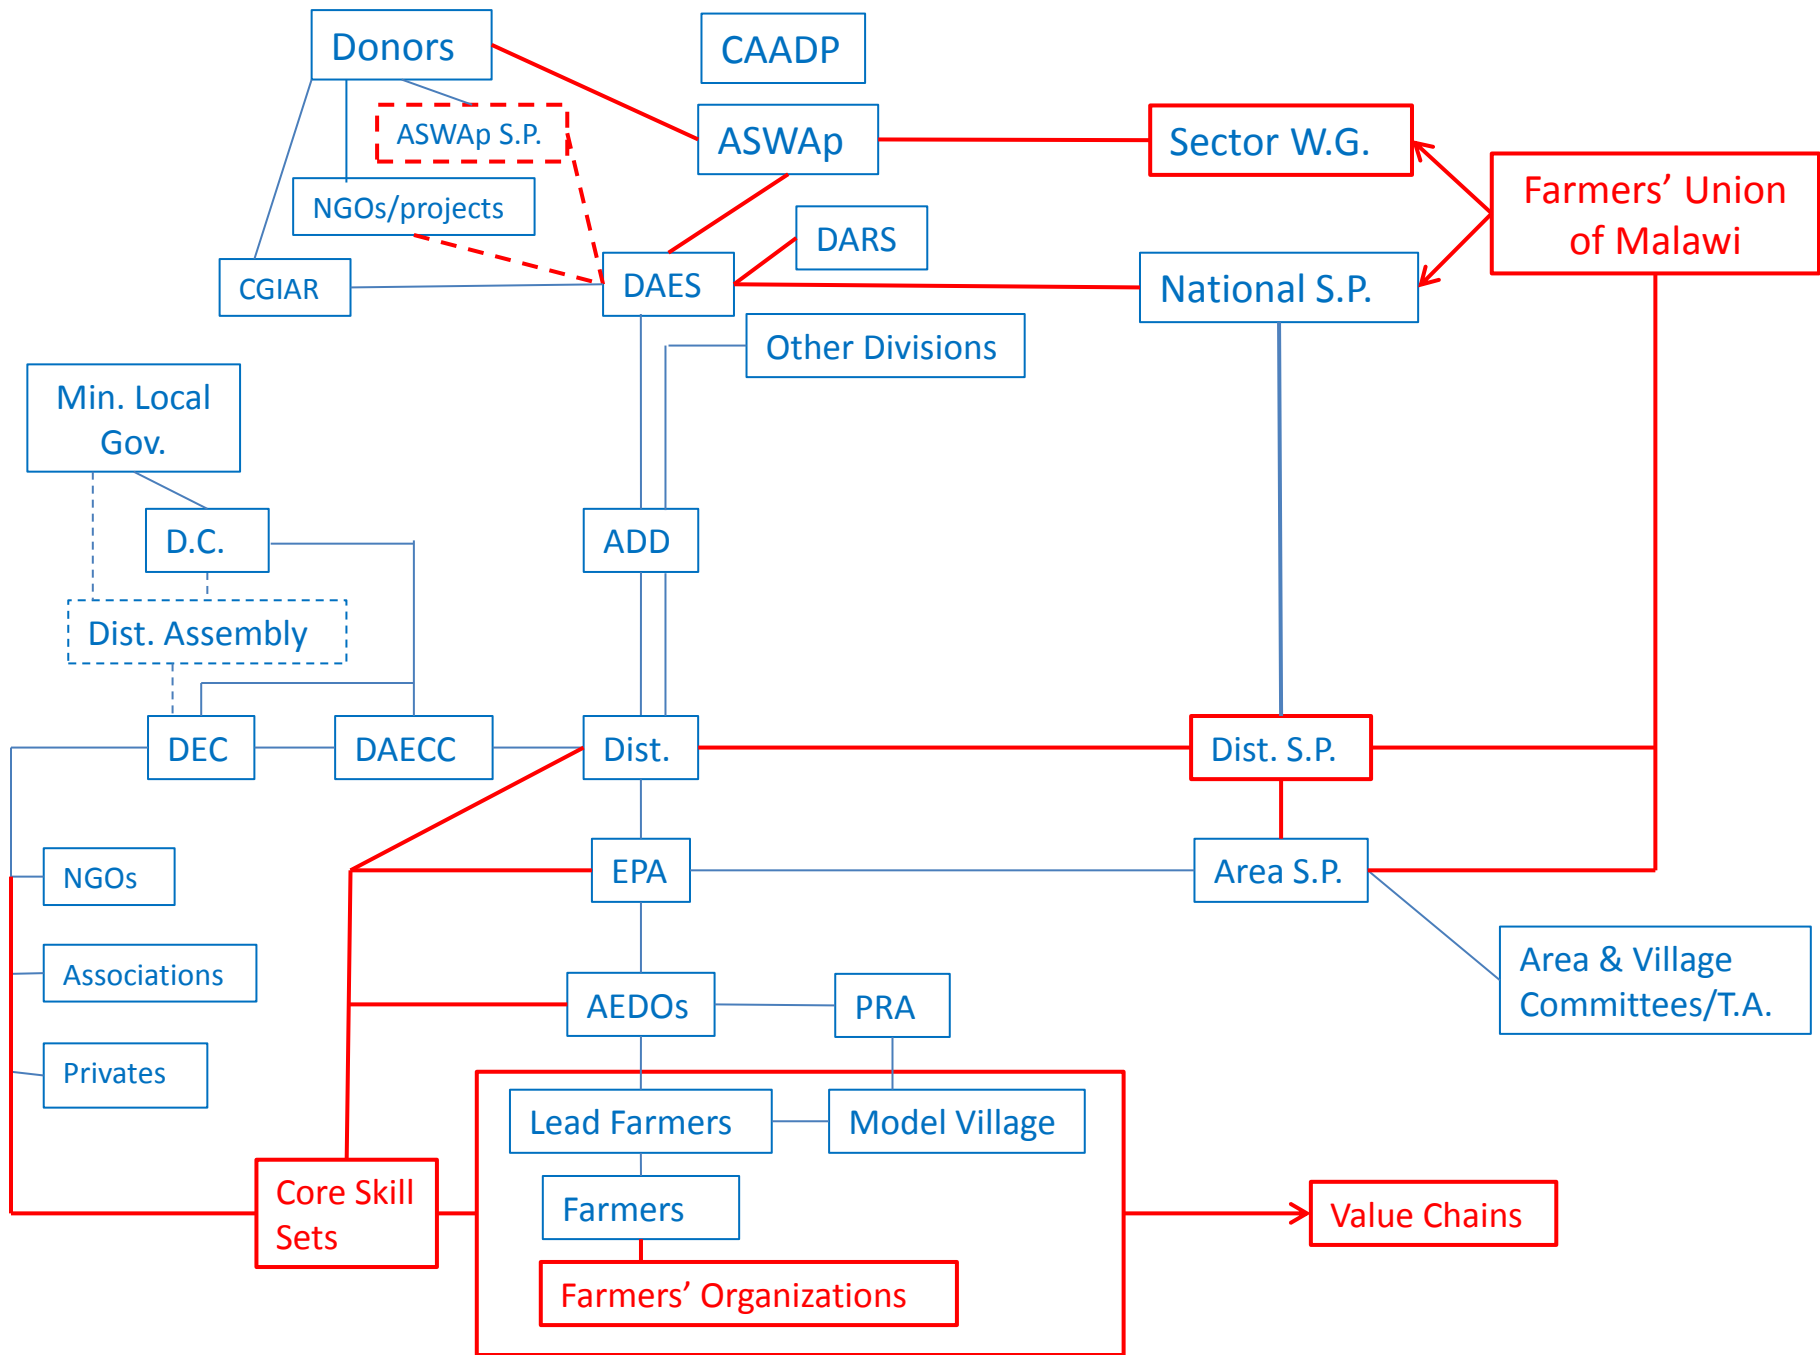 Donors
CAADP
ASWAp S.P.
ASWAp
Sector W.G.
Farmers’ Union
of Malawi
NGOs/projects
DARS
CGIAR
DAES
National S.P.
Other Divisions
Min. Local
Gov.
D.C.
ADD
Dist. Assembly
DEC
DAECC
Dist.
Dist. S.P.
NGOs
EPA
Area S.P.
Associations
Area & Village
Committees/T.A.
AEDOs
PRA
Privates
Lead Farmers
Model Village
Core Skill
Sets
Farmers
Value Chains
Farmers’ Organizations